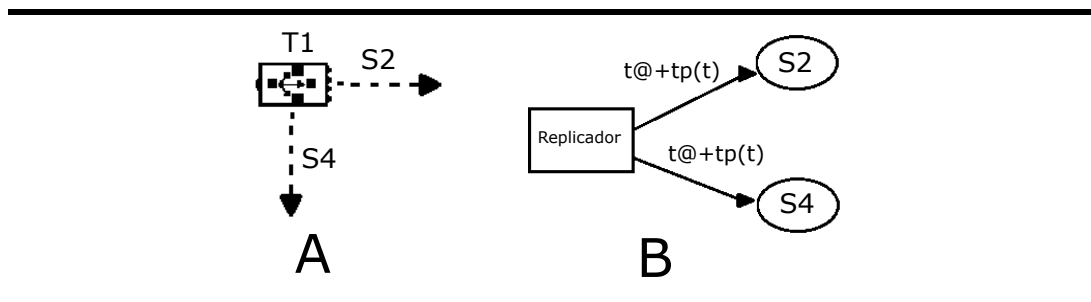 T1
S2
S4
A
t@+tp(t)
S2
Replicador
t@+tp(t)
S4
B